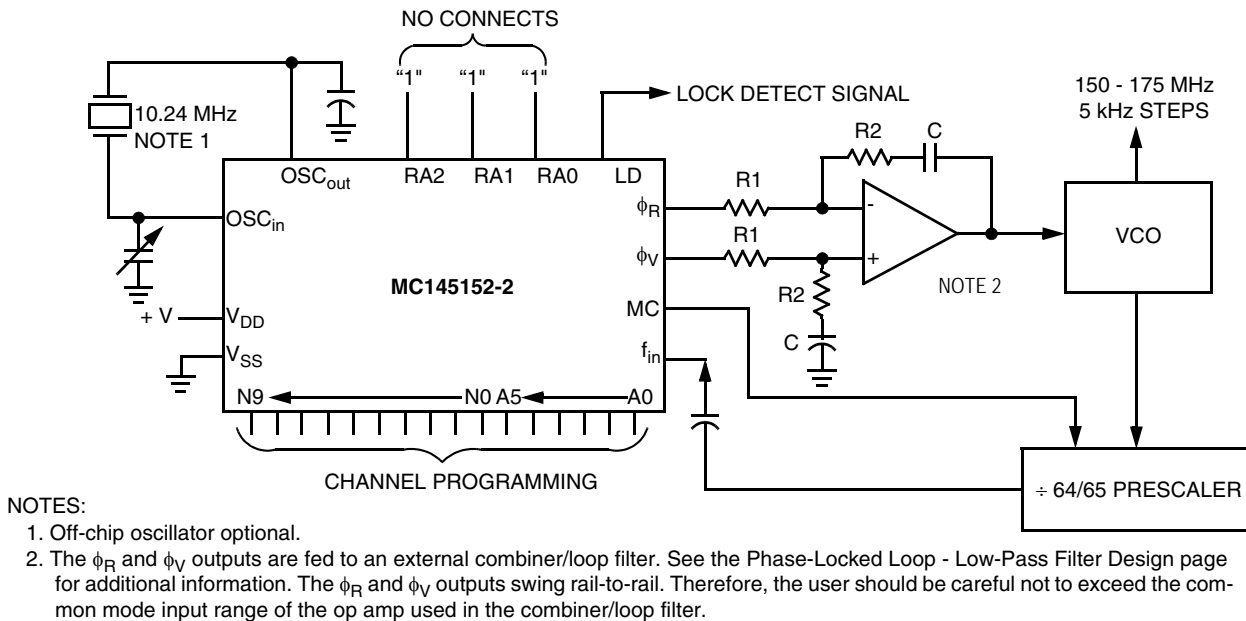 NO CONNECTS
“1" “1" “1"
10.24 MHz
NOTE 1
LOCK DETECT SIGNAL
150 - 175 MHz
5 kHz STEPS
R2 C
OSCout RA2 RA1 RA0 LD
OSCin
ϕR R1 -
ϕV R1 +
VCO
MC145152-2
NOTE 2
R2
C
+ V VDD
MC
VSS
fin
N9 N0 A5 A0
CHANNEL PROGRAMMING
÷ 64/65 PRESCALER
NOTES:
1. Off-chip oscillator optional.
2. The ϕR and ϕV outputs are fed to an external combiner/loop filter. See the Phase-Locked Loop - Low-Pass Filter Design page
for additional information. The ϕR and ϕV outputs swing rail-to-rail. Therefore, the user should be careful not to exceed the com-
mon mode input range of the op amp used in the combiner/loop filter.